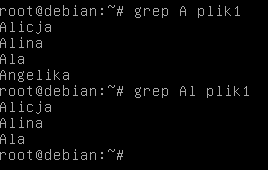 root@debian:~# grep A plik1
Alicja
Alina
Ala
Angelika
root@debian:~# grep Al plik1
Alicja
Alina
Ala
root@debian:~#